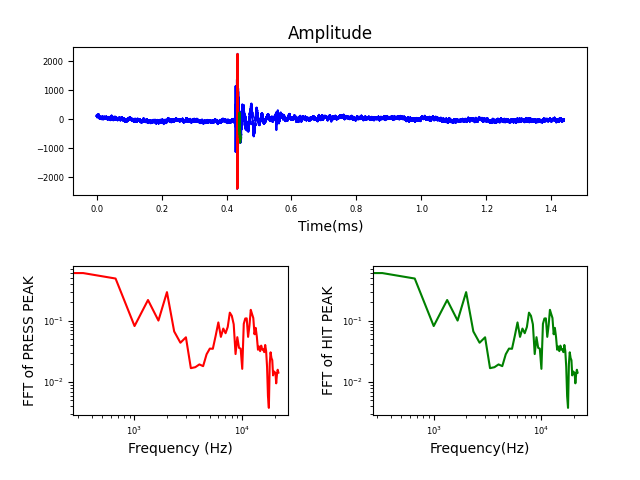 Amplitude
2000
1000
0
−1000
−2000
0.0 0.2 0.4 0.6 0.8 1.0 1.2 1.4
Time(ms)
FFT of PRESS PEAK
10⁻¹
10⁻²
10³ 10⁴
Frequency (Hz)
FFT of HIT PEAK
10⁻¹
10⁻²
10³ 10⁴
Frequency(Hz)